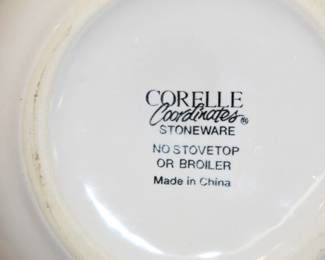 CORELLE
Coordinates®
STONEWARE
NO STOVETOP
OR BROILER
Made in China